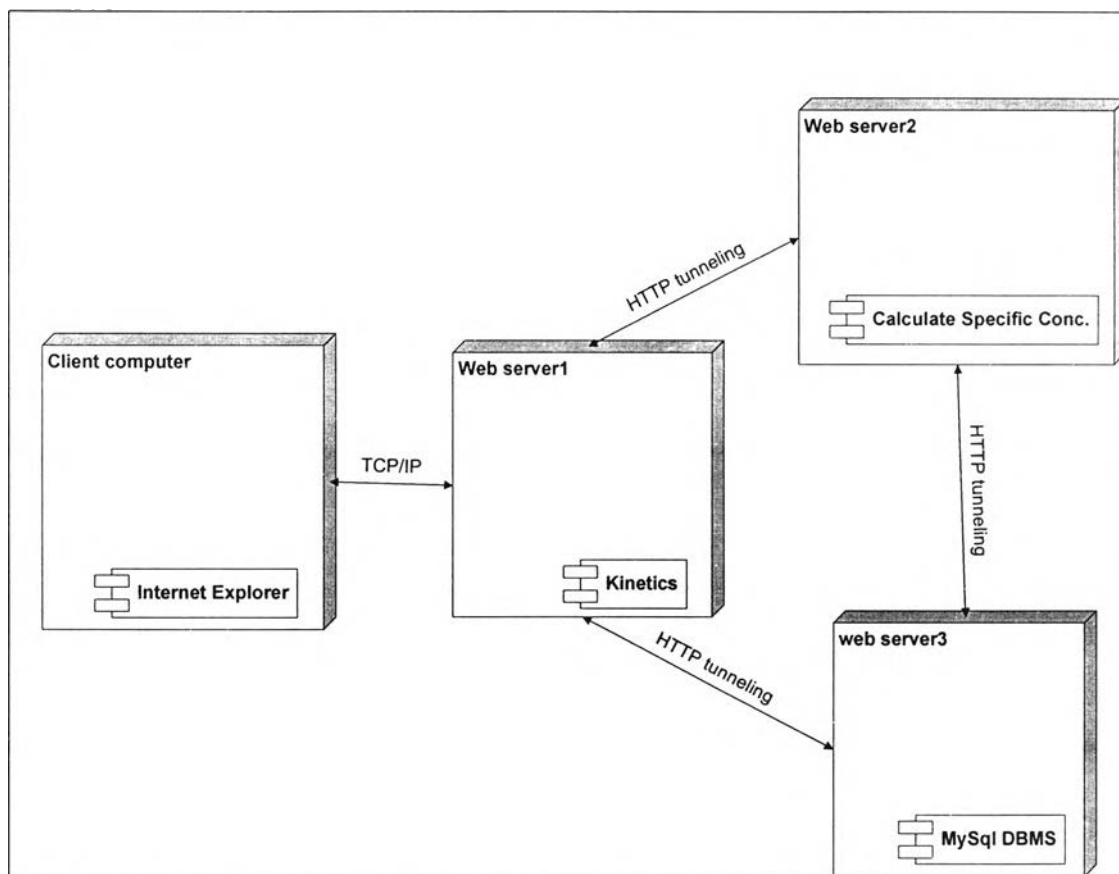 Web server2
HTTP tunneling
Calculate Specific Conc.
Client computer
Web server1
TCP/IP
HTTP tunneling
Internet Explorer
Kinetics
HTTP tunneling
web server3
MySql DBMS